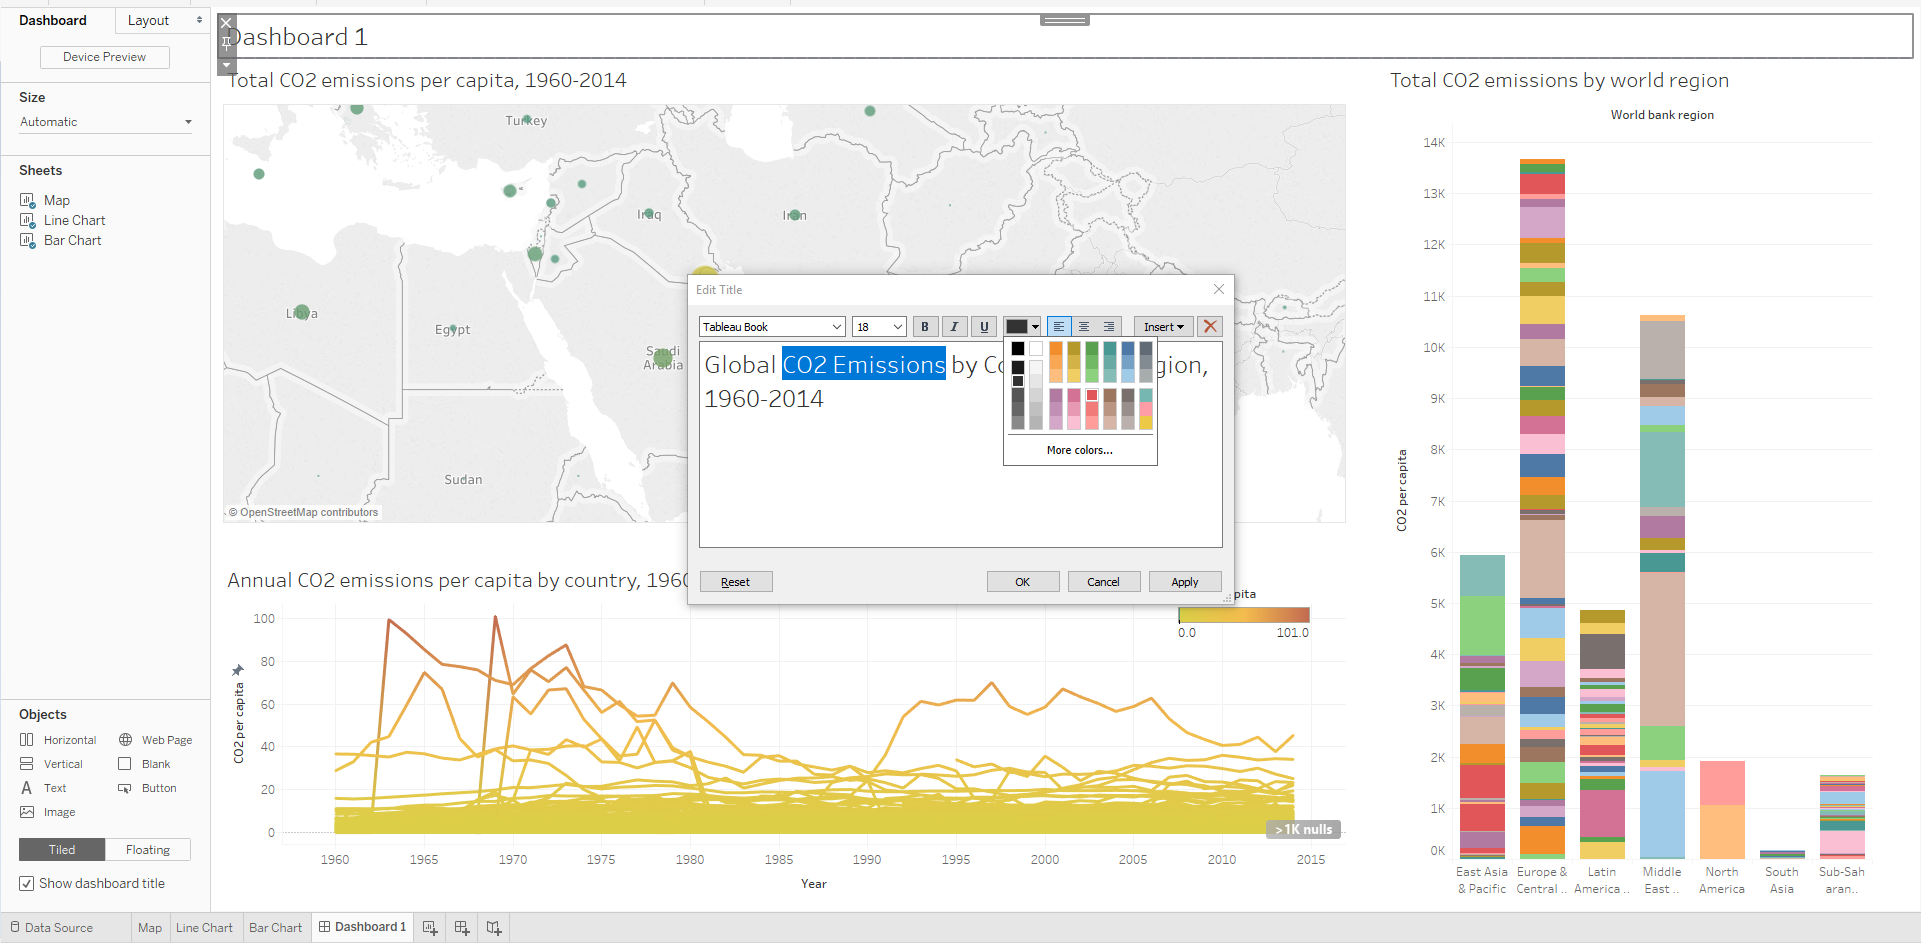 Dashboard
Layout
Device Preview
Size
Automatic
Sheets
Map
Line Chart
Bar Chart
Objects
Horizontal
Web Page
Vertical
Blank
A Text
Button
Image
Tiled
Floating
Show dashboard title
Dashboard 1
Total CO2 emissions per capita, 1960-2014
Turkey
Iraq
Iran
Libya
Egypt
Saudi
Arabia
Sudan
© OpenStreetMap contributors
Edit Title
Tableau Book
18
B
I
U
Insert
Global CO2 Emissions by Co gion,
1960-2014
More colors...
Reset
OK
Cancel
Apply
Annual CO2 emissions per capita by country, 196
pita
0.0
101.0
CO2 per capita
100
80
60
40
20
0
>1K nulls
1960
1965
1970
1975
1980
1985
1990
1995
2000
2005
2010
2015
Year
Total CO2 emissions by world region
World bank region
CO2 per capita
14K
13K
12K
11K
10K
9K
8K
7K
6K
5K
4K
3K
2K
1K
0K
East Asia
& Pacific
Europe &
Central ..
Latin
America ..
Middle
East ..
North
America
South
Asia
Sub-Sah
aran..
Data Source
Map
Line Chart
Bar Chart
Dashboard 1